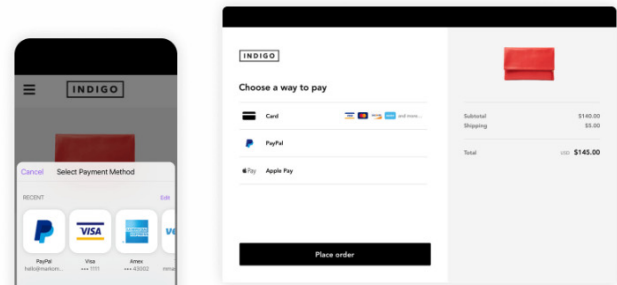 INDIGO
Cancel Select Payment Method
RECENT Edit
VISA
PayPal Visa Amex
••• 1111 ••• 43002
INDIGO
Choose a way to pay
Card and more...
PayPal
Pay Apple Pay
Place order
Subtotal $140.00
Shipping $5.00
Total USD $145.00